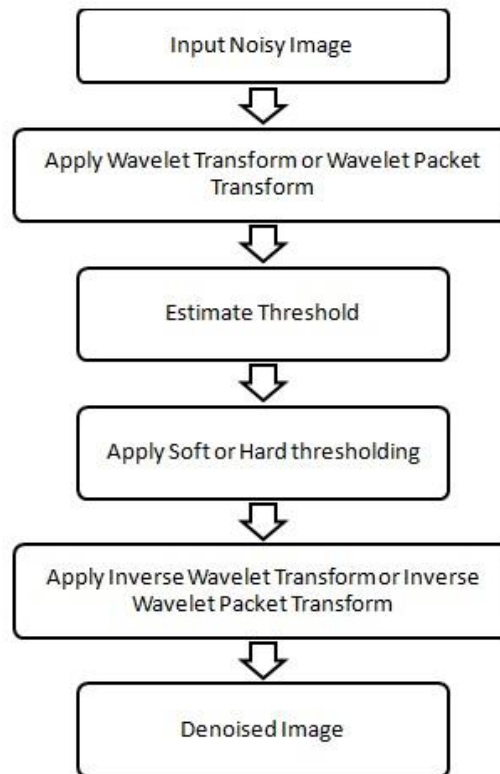 Input Noisy Image
Apply Wavelet Transform or Wavelet Packet
Transform
Estimate Threshold
Apply Soft or Hard thresholding
Apply Inverse Wavelet Transform or Inverse
Wavelet Packet Transform
Denoised Image